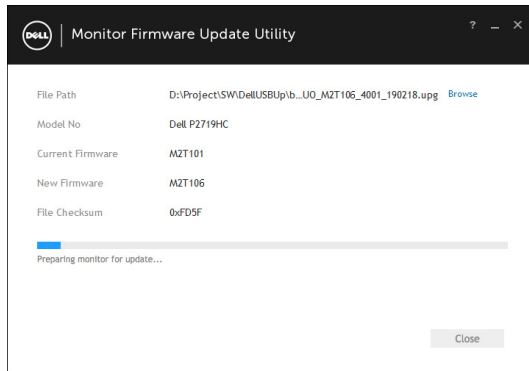 DELL Monitor Firmware Update Utility ? _ ×
File Path D:\Project\SW\DellUSBUp\b...UO_M2T106_4001_190218.upg Browse
Model No Dell P2719HC
Current Firmware M2T101
New Firmware M2T106
File Checksum 0xFD5F
Preparing monitor for update...
Close